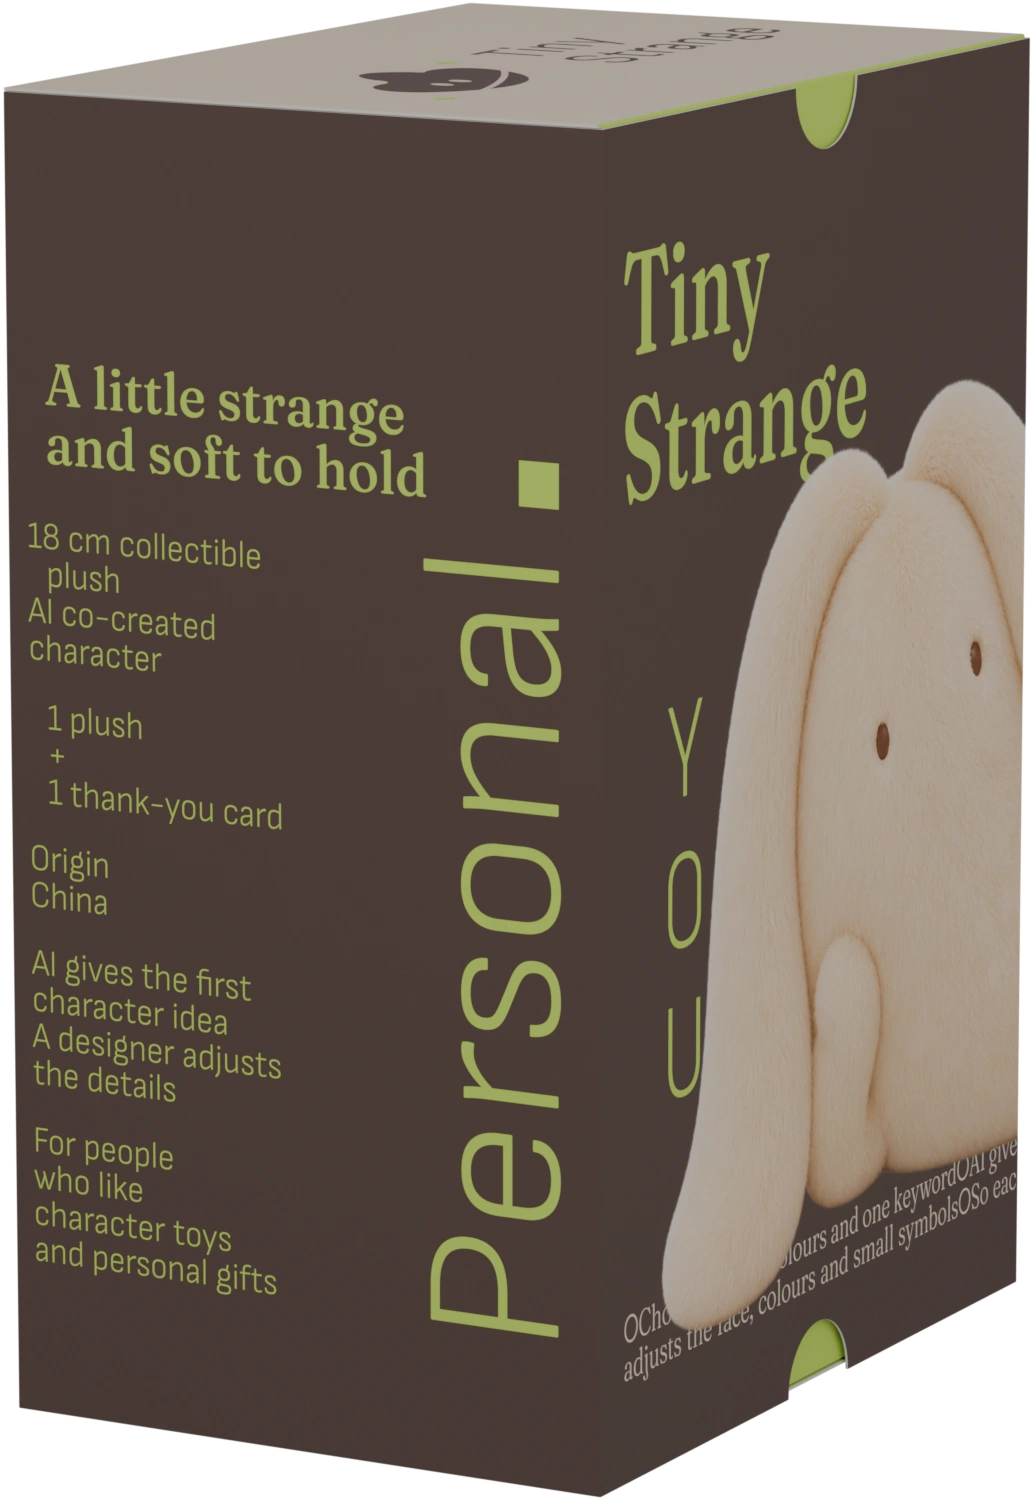 Tiny
Strange
A little strange
and soft to hold
18 cm collectible
plush
AI co-created
character
1 plush
+
1 thank-you card
Origin
China
AI gives the first
character idea
A designer adjusts
the details
For people
who like
character toys
and personal gifts
Personal
Tiny
Strange
Y
O
U
lours and one keywordOAI give
adjusts the face, colours and small symbolsOSo eac